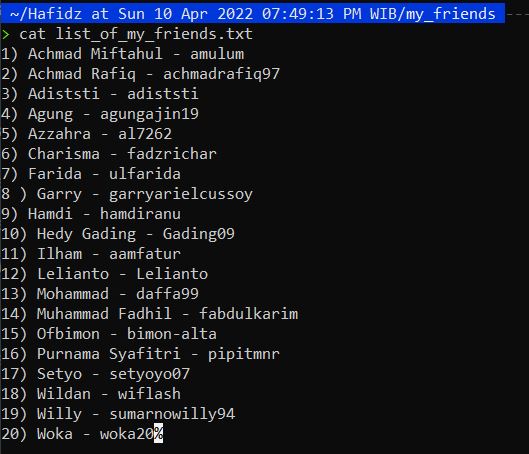 ~/Hafidz at Sun 10 Apr 2022 07:49:13 PM WIB/my_friends
> cat list_of_my_friends.txt
1) Achmad Miftahul - amulum
2) Achmad Rafiq - achmadrafiq97
3) Adiststi - adiststi
4) Agung - agungajin19
5) Azzahra - al7262
6) Charisma - fadzrichar
7) Farida - ulfarida
8 ) Garry - garryarielcussoy
9) Hamdi - hamdiranu
10) Hedy Gading - Gading09
11) Ilham - aamfatur
12) Lelianto - Lelianto
13) Mohammad - daffa99
14) Muhammad Fadhil - fabdulkarim
15) Ofbimon - bimon-alta
16) Purnama Syafitri - pipitmnr
17) Setyo - setyoyo07
18) Wildan - wiflash
19) Willy - sumarnowilly94
20) Woka - woka20%